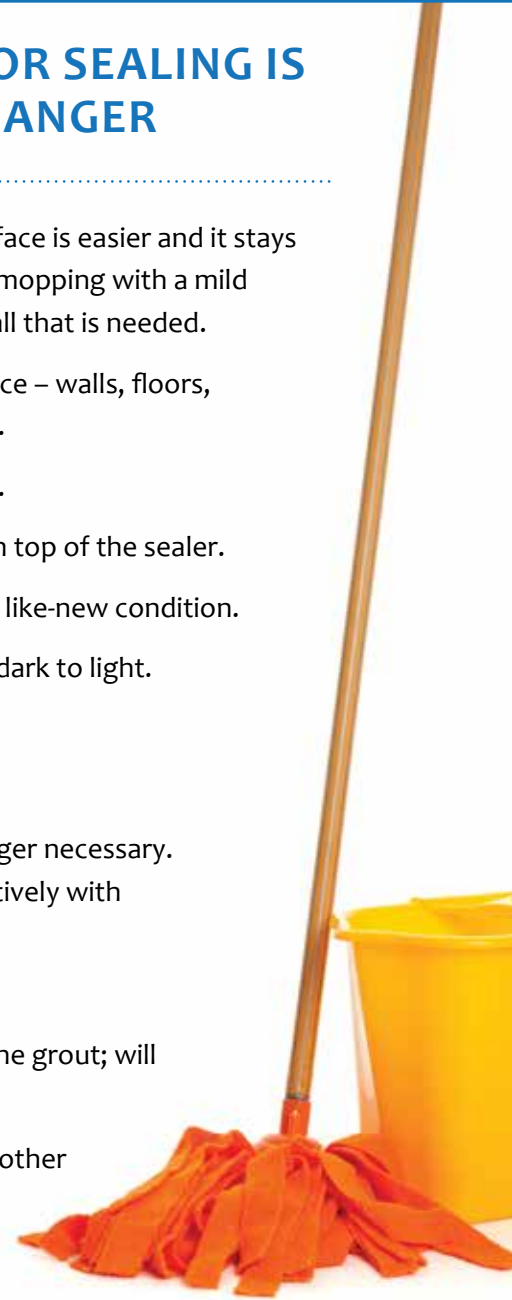 OR SEALING IS
ANGER
face is easier and it stays
mopping with a mild
all that is needed.
ce – walls, floors,
.
.
n top of the sealer.
like-new condition.
dark to light.
ger necessary.
tively with
he grout; will
other